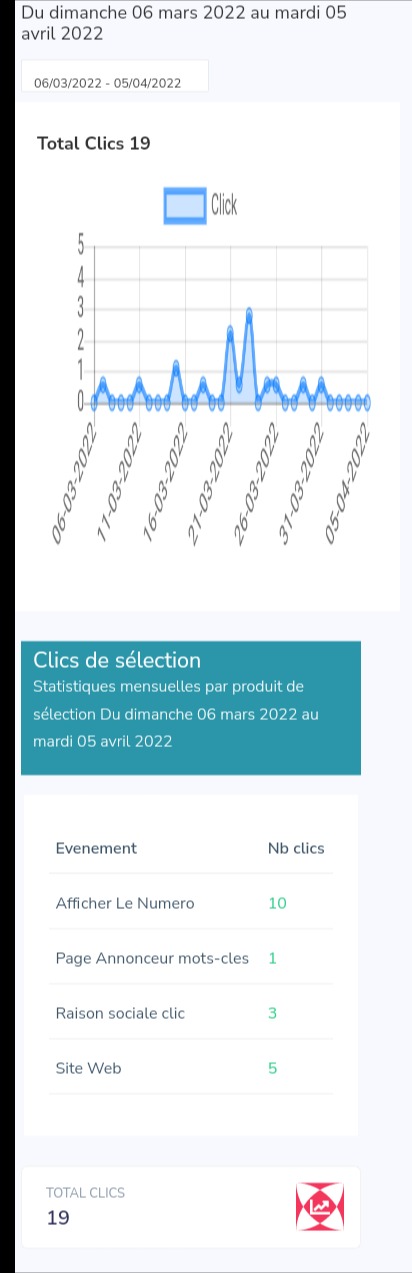 Du dimanche 06 mars 2022 au mardi 05
avril 2022
06/03/2022 - 05/04/2022
Total Clics 19
Click
5
4
3
2
1
0
06-03-2022
11-03-2022
16-03-2022
21-03-2022
26-03-2022
31-03-2022
05-04-2022
Clics de sélection
Statistiques mensuelles par produit de
sélection Du dimanche 06 mars 2022 au
mardi 05 avril 2022
Evenement Nb clics
Afficher Le Numero 10
Page Annonceur mots-cles 1
Raison sociale clic 3
Site Web 5
TOTAL CLICS
19